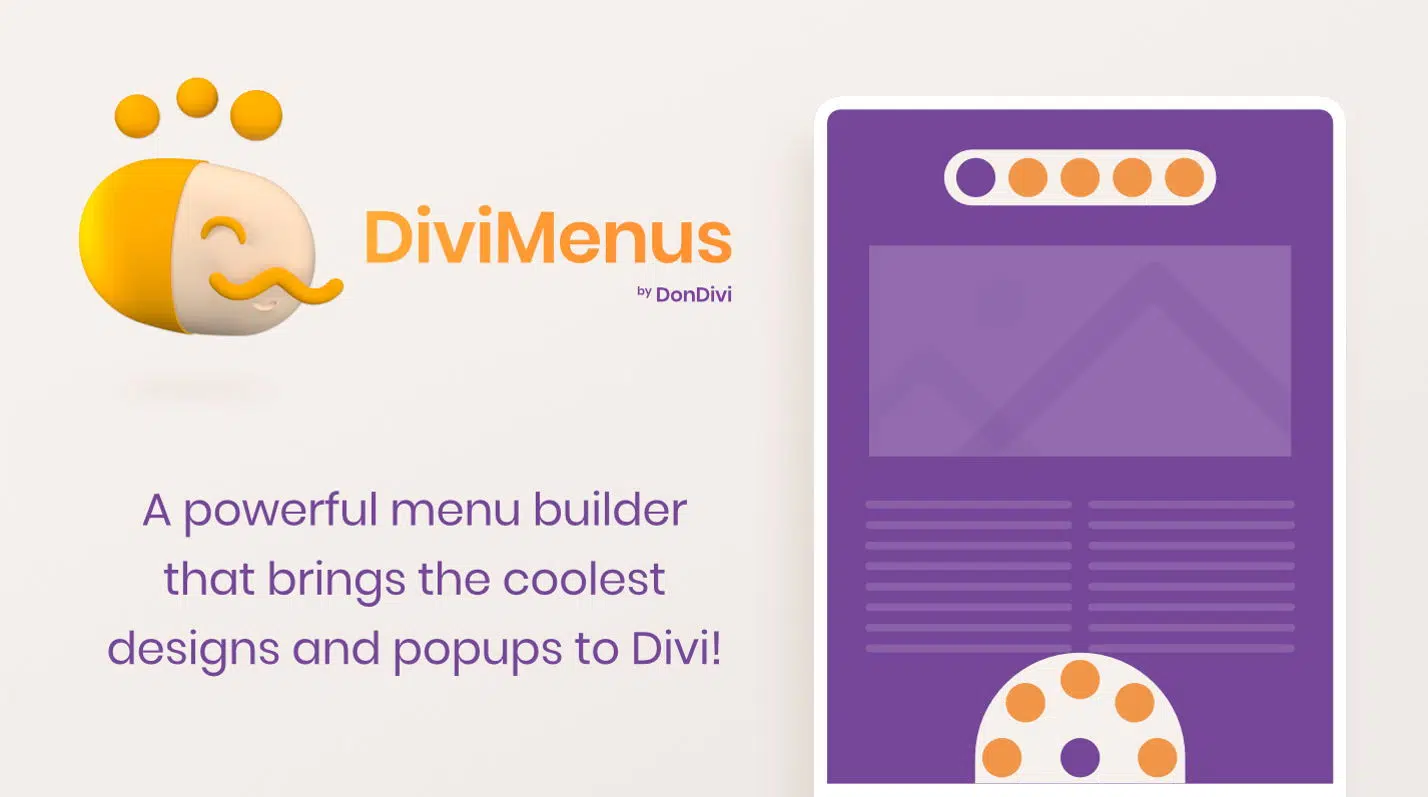 DiviMenus
by DonDivi
A powerful menu builder
that brings the coolest
designs and popups to Divi!